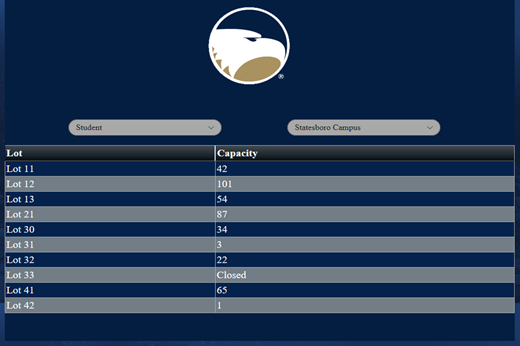 ®
Student Statesboro Campus
Lot Capacity
Lot 11 42
Lot 12 101
Lot 13 54
Lot 21 87
Lot 30 34
Lot 31 3
Lot 32 22
Lot 33 Closed
Lot 41 65
Lot 42 1